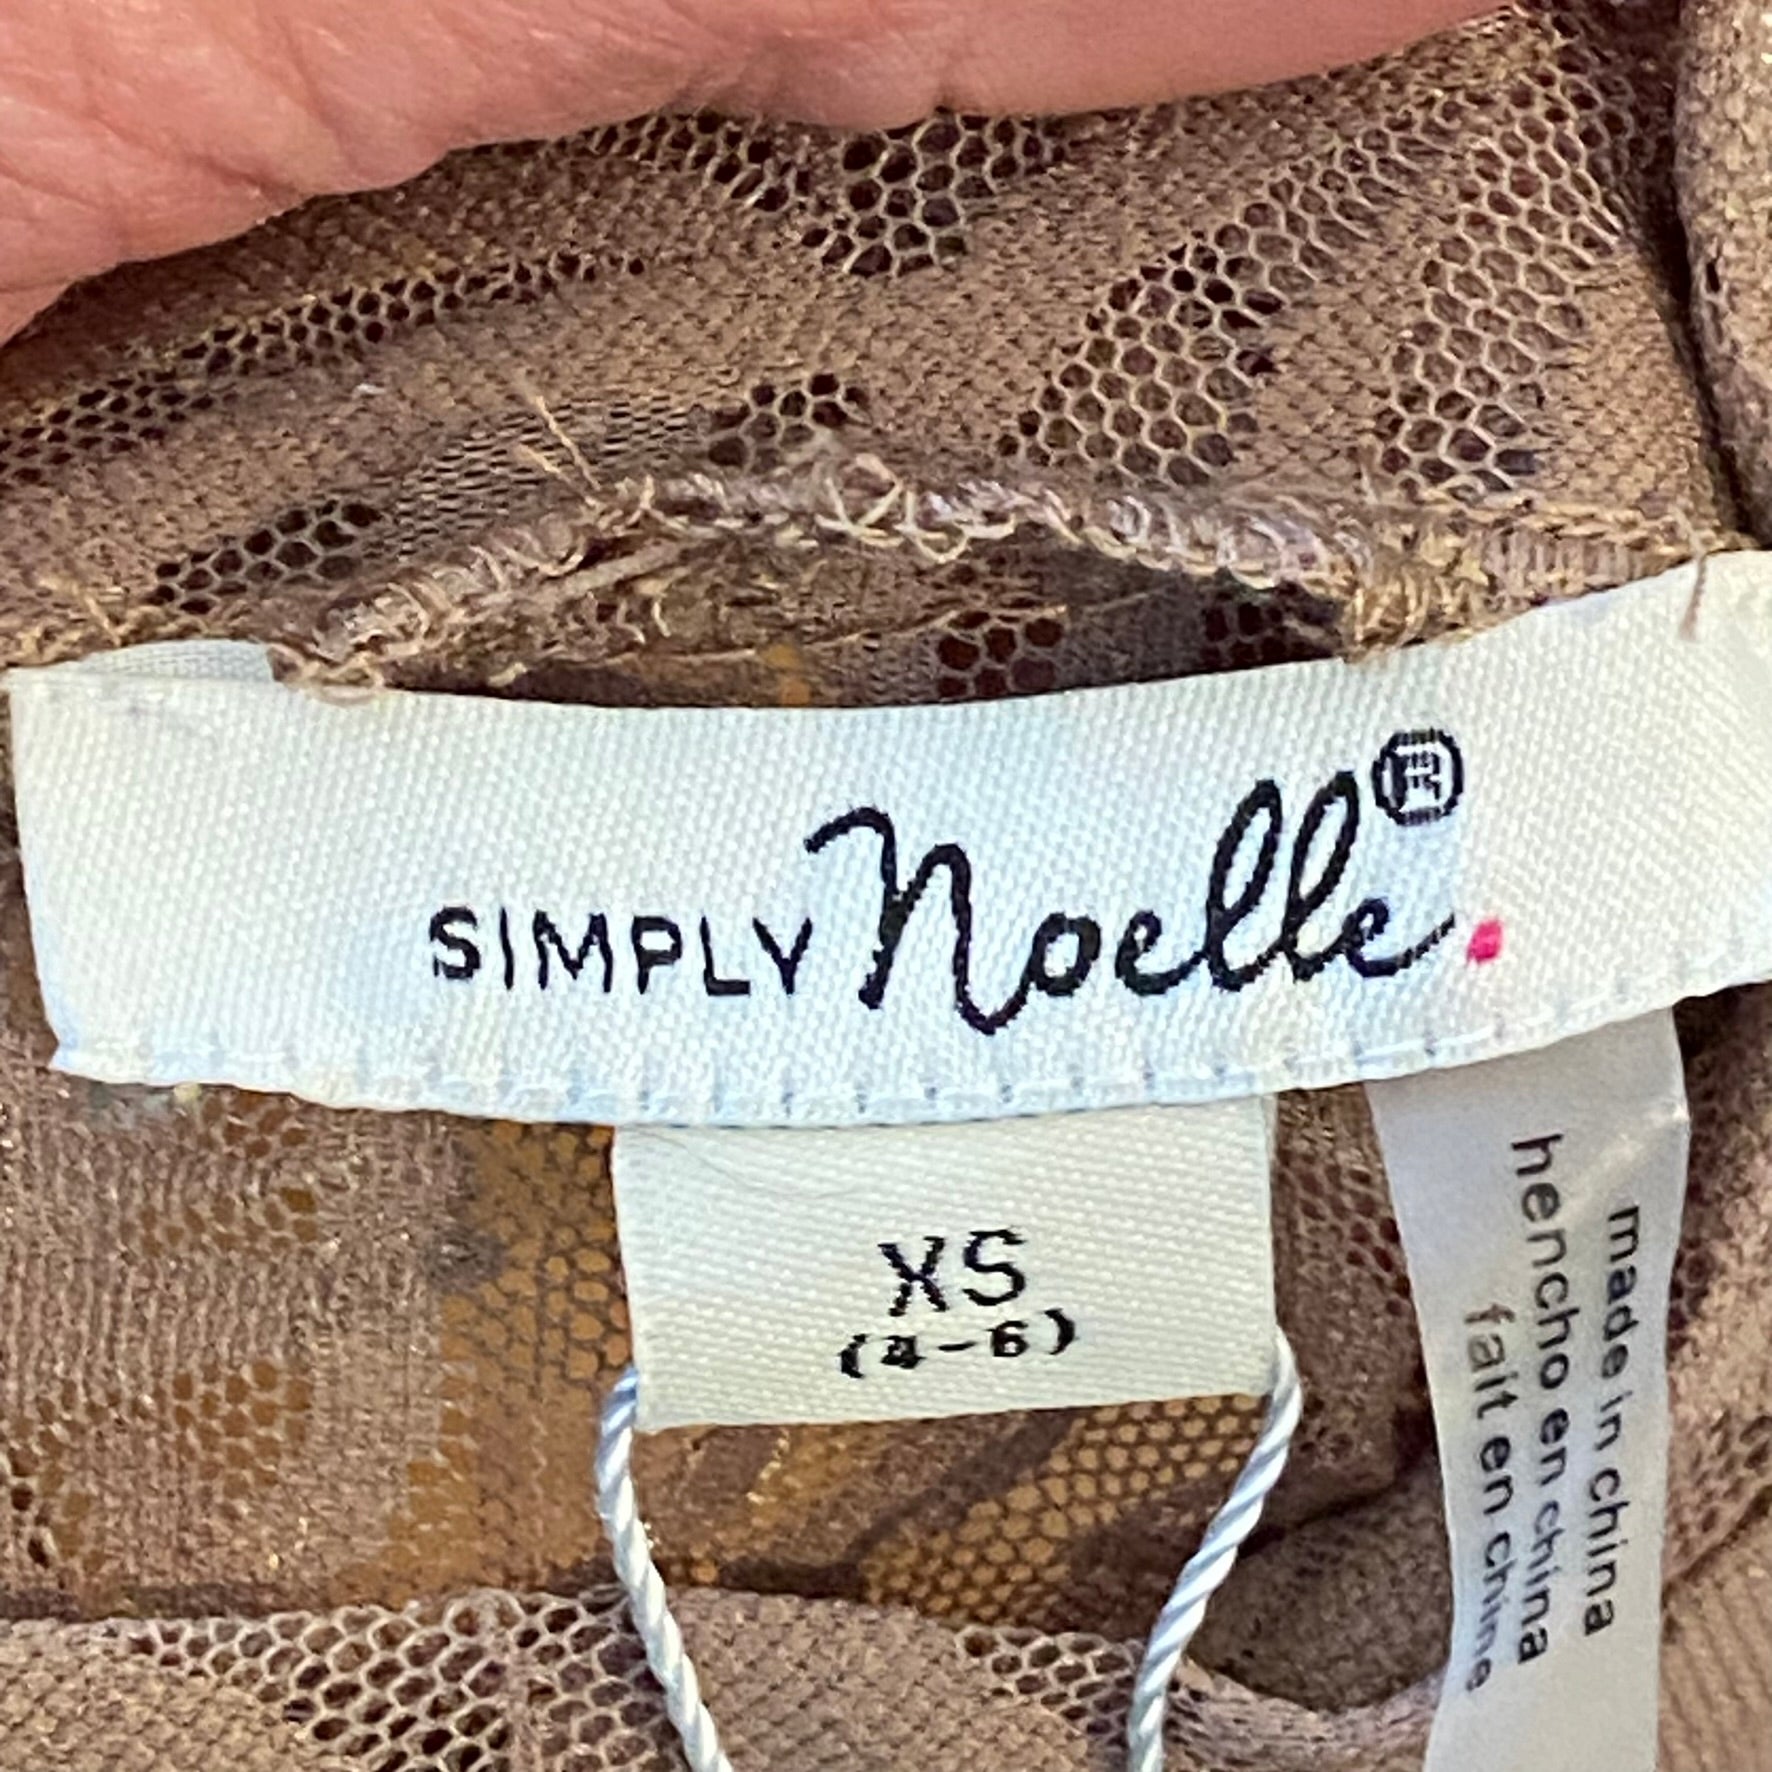 SIMPLY Noelle®.
XS
(4-6)
made in china
hencho en china
fait en chine